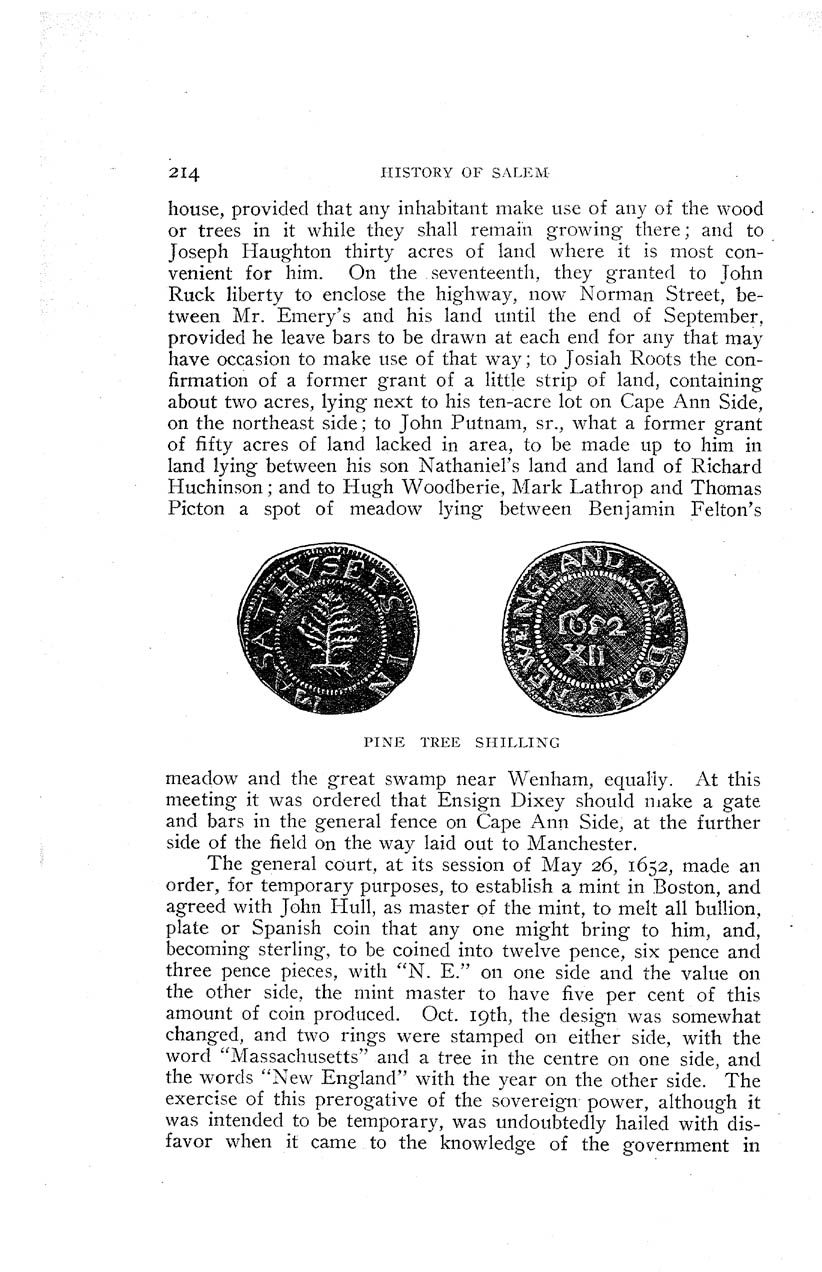 214 HISTORY OF SALEM
house, provided that any inhabitant make use of any of the wood
or trees in it while they shall remain growing there; and to
Joseph Haughton thirty acres of land where it is most con-
venient for him. On the seventeenth, they granted to John
Ruck liberty to enclose the highway, now Norman Street, be-
tween Mr. Emery's and his land until the end of September,
provided he leave bars to be drawn at each end for any that may
have occasion to make use of that way; to Josiah Roots the con-
firmation of a former grant of a little strip of land, containing
about two acres, lying next to his ten-acre lot on Cape Ann Side,
on the northeast side; to John Putnam, sr., what a former grant
of fifty acres of land lacked in area, to be made up to him in
land lying between his son Nathaniel's land and land of Richard
Huchinson; and to Hugh Woodberie, Mark Lathrop and Thomas
Picton a spot of meadow lying between Benjamin Felton's
MASATHVSETS IN
NEWENGLAND AN DOM
1652
XII
PINE TREE SHILLING
meadow and the great swamp near Wenham, equally. At this
meeting it was ordered that Ensign Dixey should make a gate
and bars in the general fence on Cape Ann Side, at the further
side of the field on the way laid out to Manchester.
The general court, at its session of May 26, 1652, made an
order, for temporary purposes, to establish a mint in Boston, and
agreed with John Hull, as master of the mint, to melt all bullion,
plate or Spanish coin that any one might bring to him, and,
becoming sterling, to be coined into twelve pence, six pence and
three pence pieces, with "N. E." on one side and the value on
the other side, the mint master to have five per cent of this
amount of coin produced. Oct. 19th, the design was somewhat
changed, and two rings were stamped on either side, with the
word "Massachusetts" and a tree in the centre on one side, and
the words "New England" with the year on the other side. The
exercise of this prerogative of the sovereign power, although it
was intended to be temporary, was undoubtedly hailed with dis-
favor when it came to the knowledge of the government in